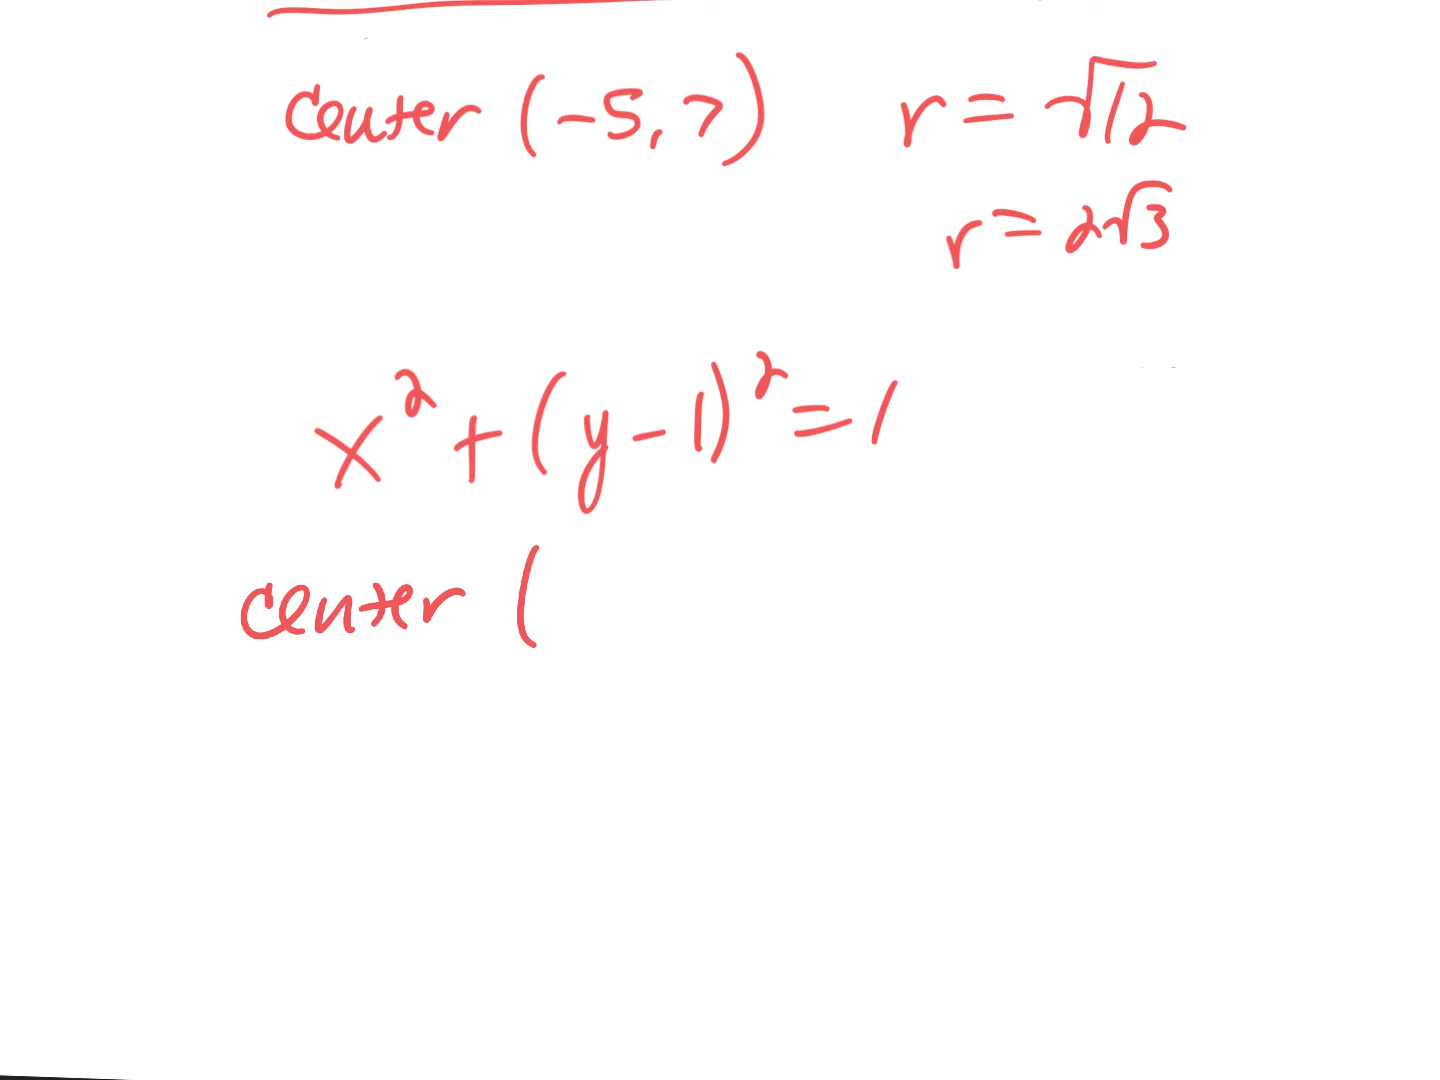 center (-5, 7) r = √12
r = 2√3
x² + (y - 1)² = 1
center (